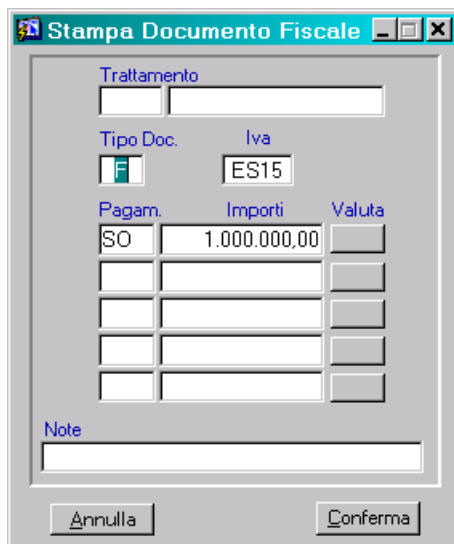 Stampa Documento Fiscale
Trattamento
Tipo Doc. Iva
F ES15
Pagam. Importi Valuta
SO 1.000.000,00
Note
Annulla Conferma